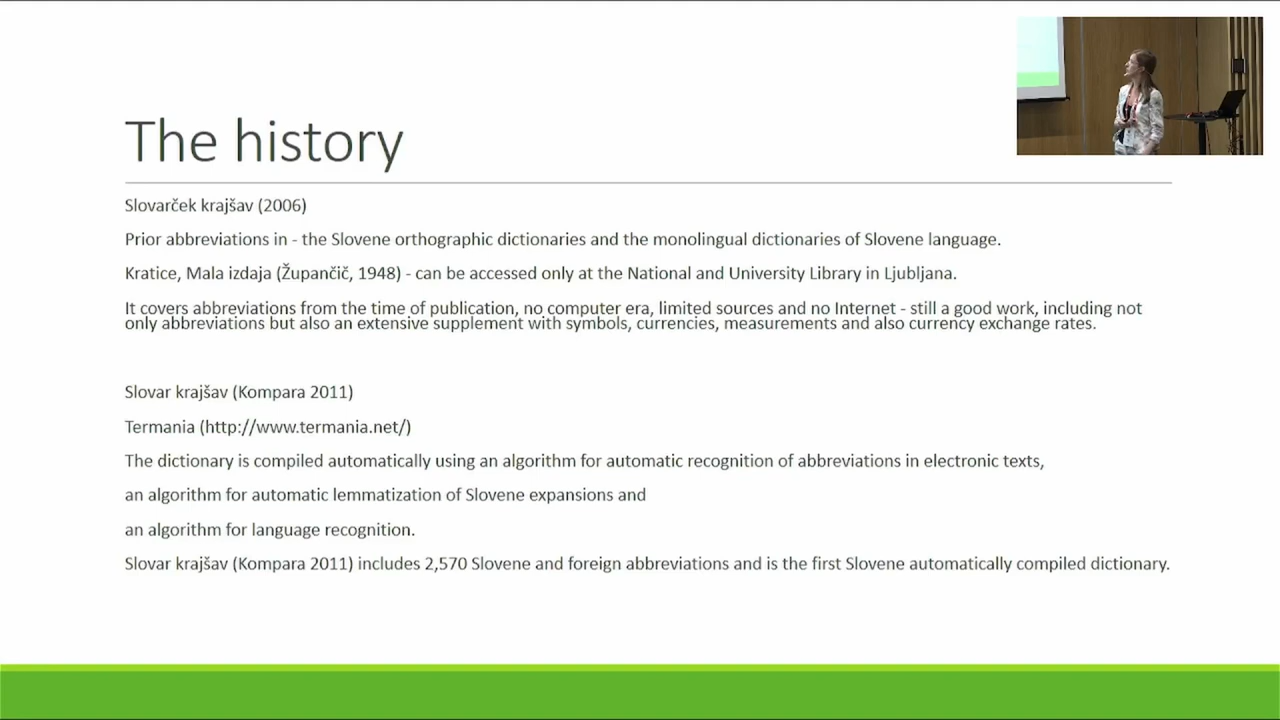 The history
Slovarček krajšav (2006)
Prior abbreviations in - the Slovene orthographic dictionaries and the monolingual dictionaries of Slovene language.
Kratice, Mala izdaja (Župančič, 1948) - can be accessed only at the National and University Library in Ljubljana.
It covers abbreviations from the time of publication, no computer era, limited sources and no Internet - still a good work, including not
only abbreviations but also an extensive supplement with symbols, currencies, measurements and also currency exchange rates.
Slovar krajšav (Kompara 2011)
Termania (http://www.termania.net/)
The dictionary is compiled automatically using an algorithm for automatic recognition of abbreviations in electronic texts,
an algorithm for automatic lemmatization of Slovene expansions and
an algorithm for language recognition.
Slovar krajšav (Kompara 2011) includes 2,570 Slovene and foreign abbreviations and is the first Slovene automatically compiled dictionary.